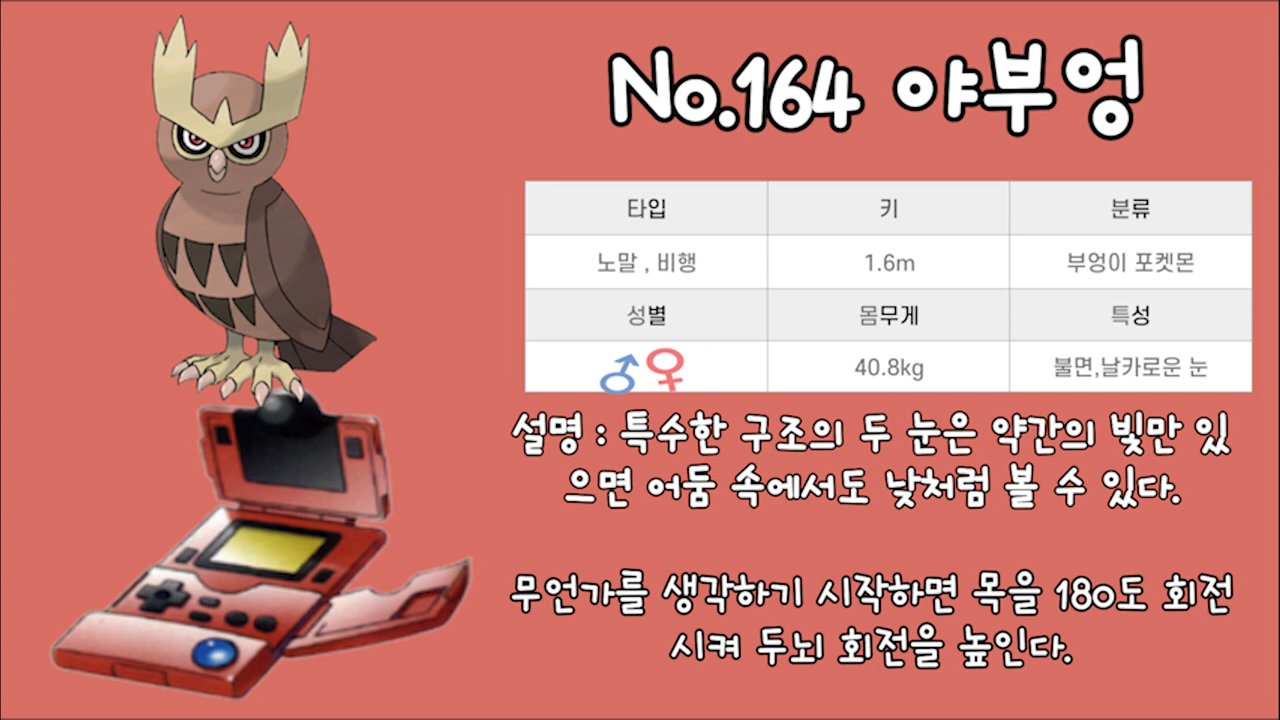 No.164 야부엉
타입 키 분류
노말 , 비행 1.6m 부엉이 포켓몬
성별 몸무게 특성
♂♀ 40.8kg 불면,날카로운 눈
설명 : 특수한 구조의 두 눈은 약간의 빛만 있
으면 어둠 속에서도 낮처럼 볼 수 있다.
무언가를 생각하기 시작하면 목을 180도 회전
시켜 두뇌 회전을 높인다.